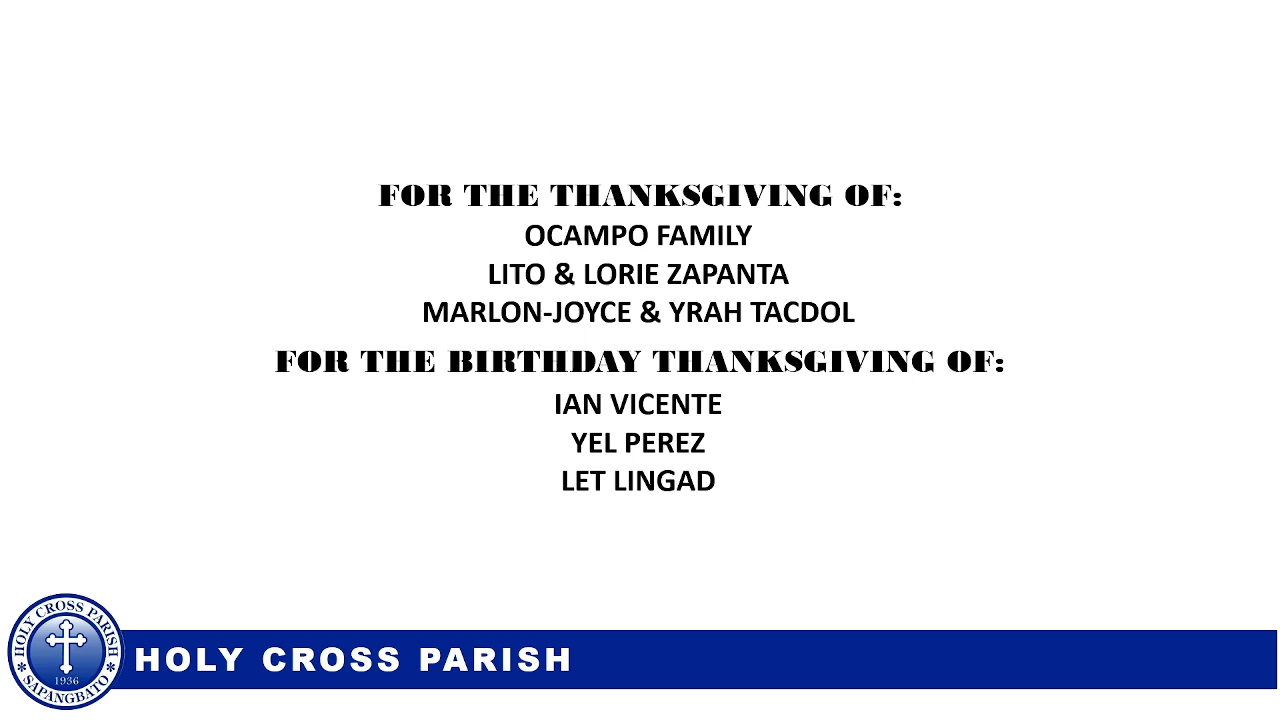 FOR THE THANKSGIVING OF:
OCAMPO FAMILY
LITO & LORIE ZAPANTA
MARLON-JOYCE & YRAH TACDOL
FOR THE BIRTHDAY THANKSGIVING OF:
IAN VICENTE
YEL PEREZ
LET LINGAD
HOLY CROSS PARISH
1936
SAPANGBATO
HOLY CROSS PARISH